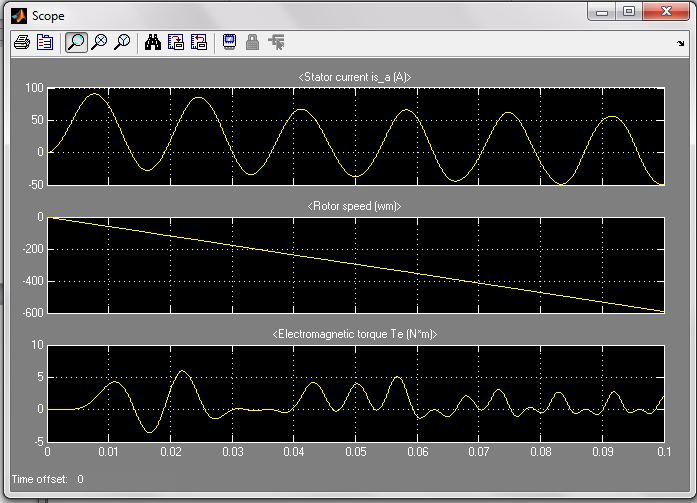 Scope
<Stator current is_a (A)>
100
50
0
-50
<Rotor speed (wm)>
0
-200
-400
-600
<Electromagnetic torque Te (N*m)>
10
5
0
-5
0 0.01 0.02 0.03 0.04 0.05 0.06 0.07 0.08 0.09 0.1
Time offset: 0